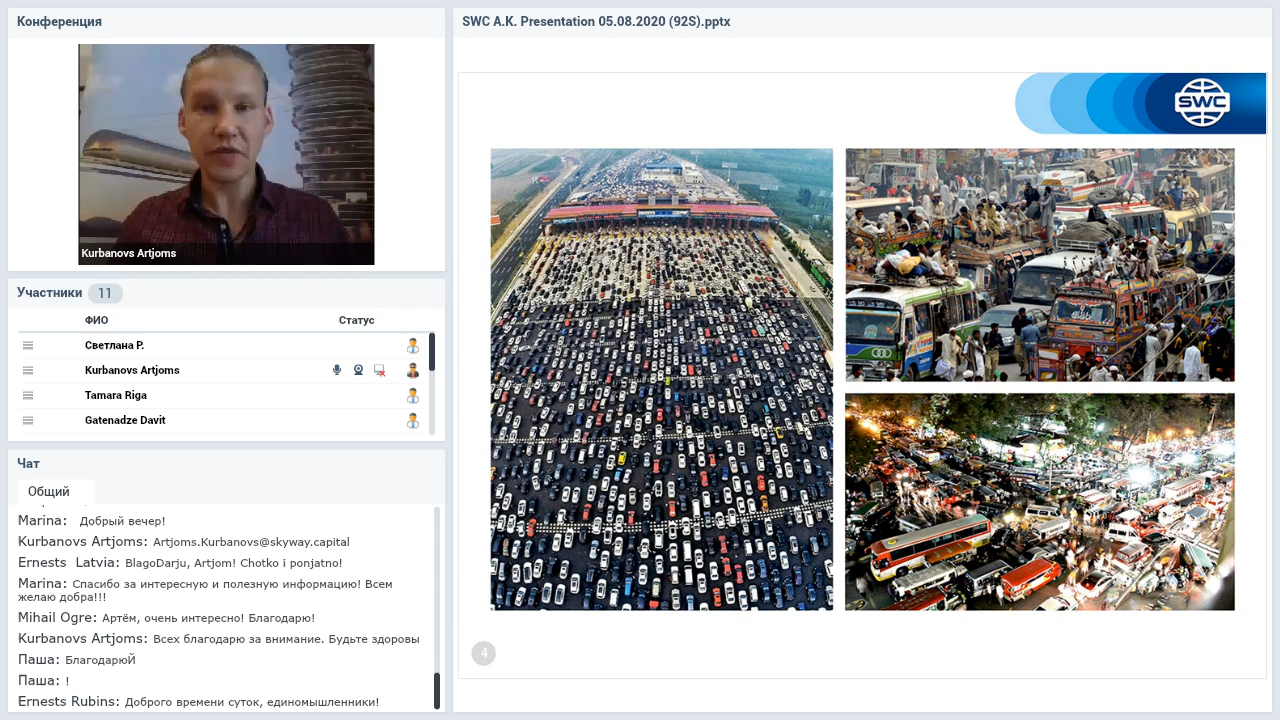 Конференция
Kurbanovs Artjoms
Участники 11
ФИО Статус
Светлана Р.
Kurbanovs Artjoms
Tamara Riga
Gatenadze Davit
Чат
Общий
Marina: Добрый вечер!
Kurbanovs Artjoms: Artjoms.Kurbanovs@skyway.capital
Ernests Latvia: BlagoDarju, Artjom! Chotko i ponjatno!
Marina: Спасибо за интересную и полезную информацию! Всем
желаю добра!!!
Mihail Ogre: Артём, очень интересно! Благодарю!
Kurbanovs Artjoms: Всех благодарю за внимание. Будьте здоровы
Паша: БлагодарюЙ
Паша: !
Ernests Rubins: Доброго времени суток, единомышленники!
SWC A.K. Presentation 05.08.2020 (92S).pptx
SWC
4